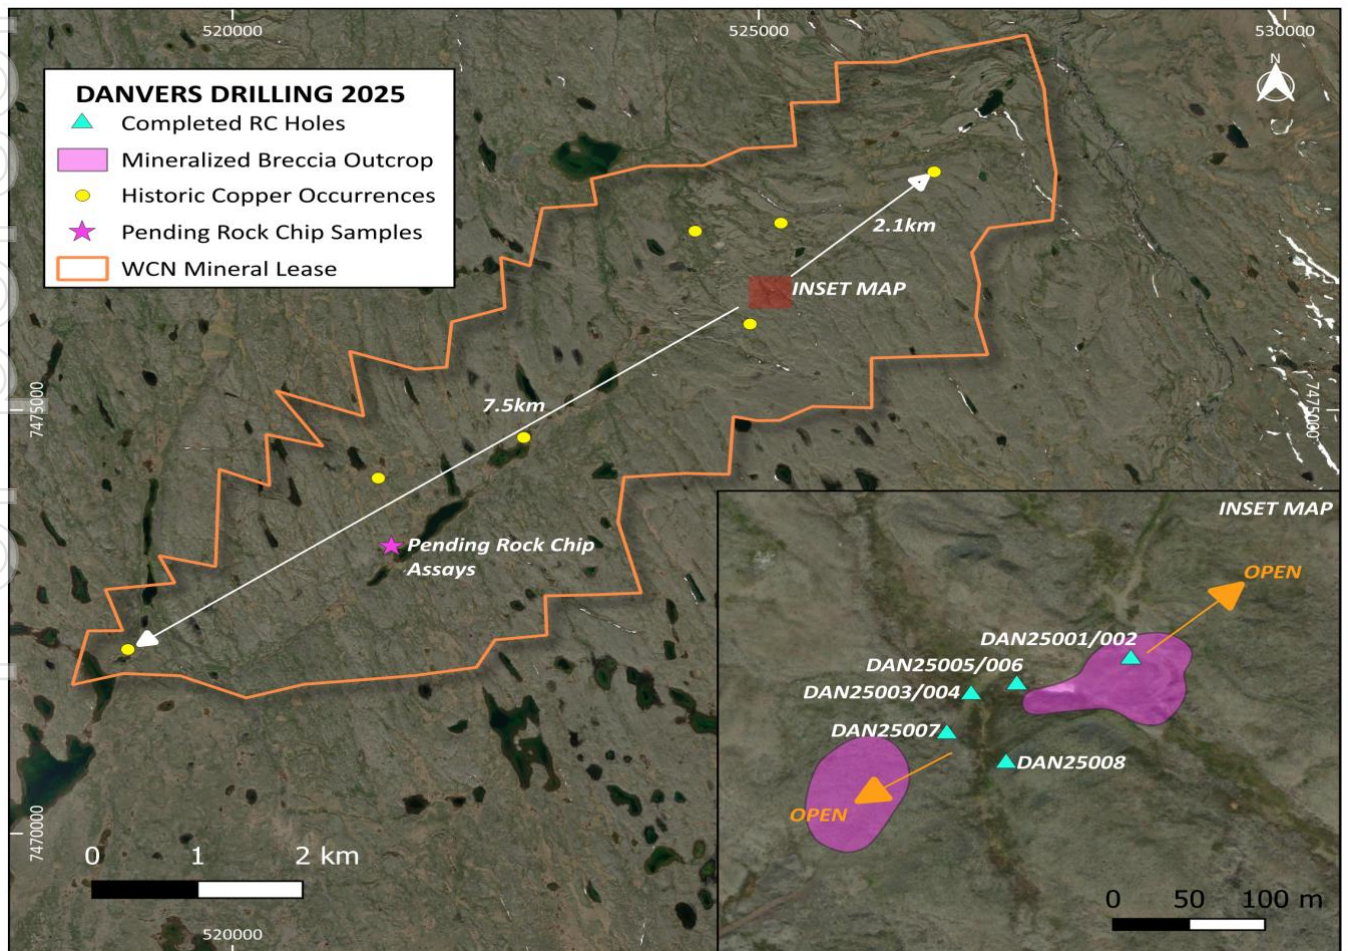 520000
525000
530000
N
DANVERS DRILLING 2025
Completed RC Holes
Mineralized Breccia Outcrop
Historic Copper Occurrences
Pending Rock Chip Samples
WCN Mineral Lease
2.1km
INSET MAP
7475000
7475000
7.5km
Pending Rock Chip
Assays
INSET MAP
OPEN
DAN25001/002
DAN25005/006
DAN25003/004
DAN25007
DAN25008
OPEN
7470000
0 1 2 km
0 50 100 m
520000